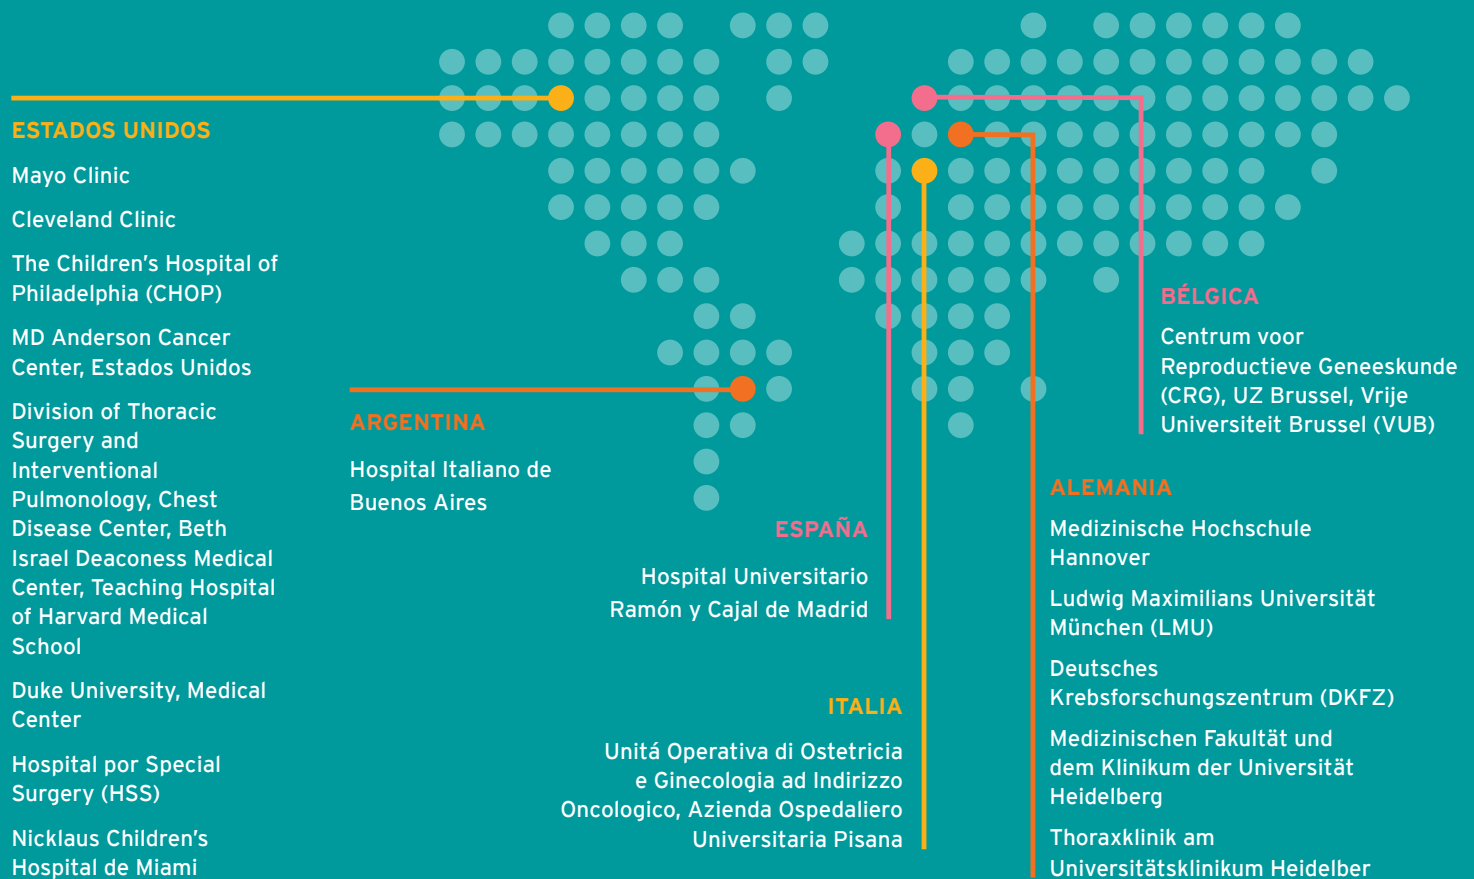 ESTADOS UNIDOS
Mayo Clinic
Cleveland Clinic
The Children's Hospital of
Philadelphia (CHOP)
MD Anderson Cancer
Center, Estados Unidos
Division of Thoracic
Surgery and
Interventional
Pulmonology, Chest
Disease Center, Beth
Israel Deaconess Medical
Center, Teaching Hospital
of Harvard Medical
School
Duke University, Medical
Center
Hospital por Special
Surgery (HSS)
Nicklaus Children's
Hospital de Miami
ARGENTINA
Hospital Italiano de
Buenos Aires
ESPAÑA
Hospital Universitario
Ramón y Cajal de Madrid
ITALIA
Unitá Operativa di Ostetricia
e Ginecologia ad Indirizzo
Oncologico, Azienda Ospedaliero
Universitaria Pisana
BÉLGICA
Centrum voor
Reproductieve Geneeskunde
(CRG), UZ Brussel, Vrije
Universiteit Brussel (VUB)
ALEMANIA
Medizinische Hochschule
Hannover
Ludwig Maximilians Universität
München (LMU)
Deutsches
Krebsforschungszentrum (DKFZ)
Medizinischen Fakultät und
dem Klinikum der Universität
Heidelberg
Thoraxklinik am
Universitätsklinikum Heidelber